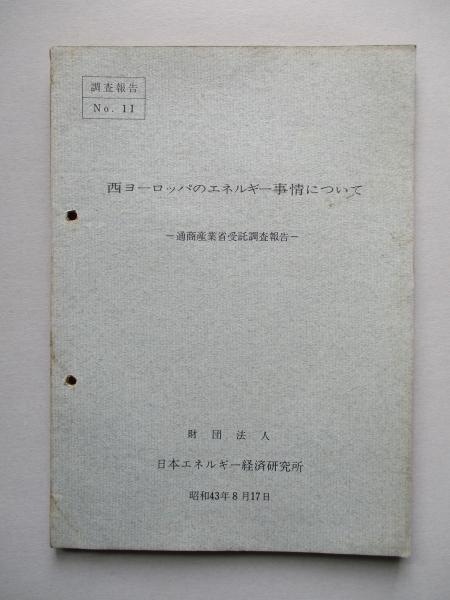 調査報告
No. 11
西ヨーロッパのエネルギー事情について
－通商産業省受託調査報告－
財団法人
日本エネルギー経済研究所
昭和43年8月17日